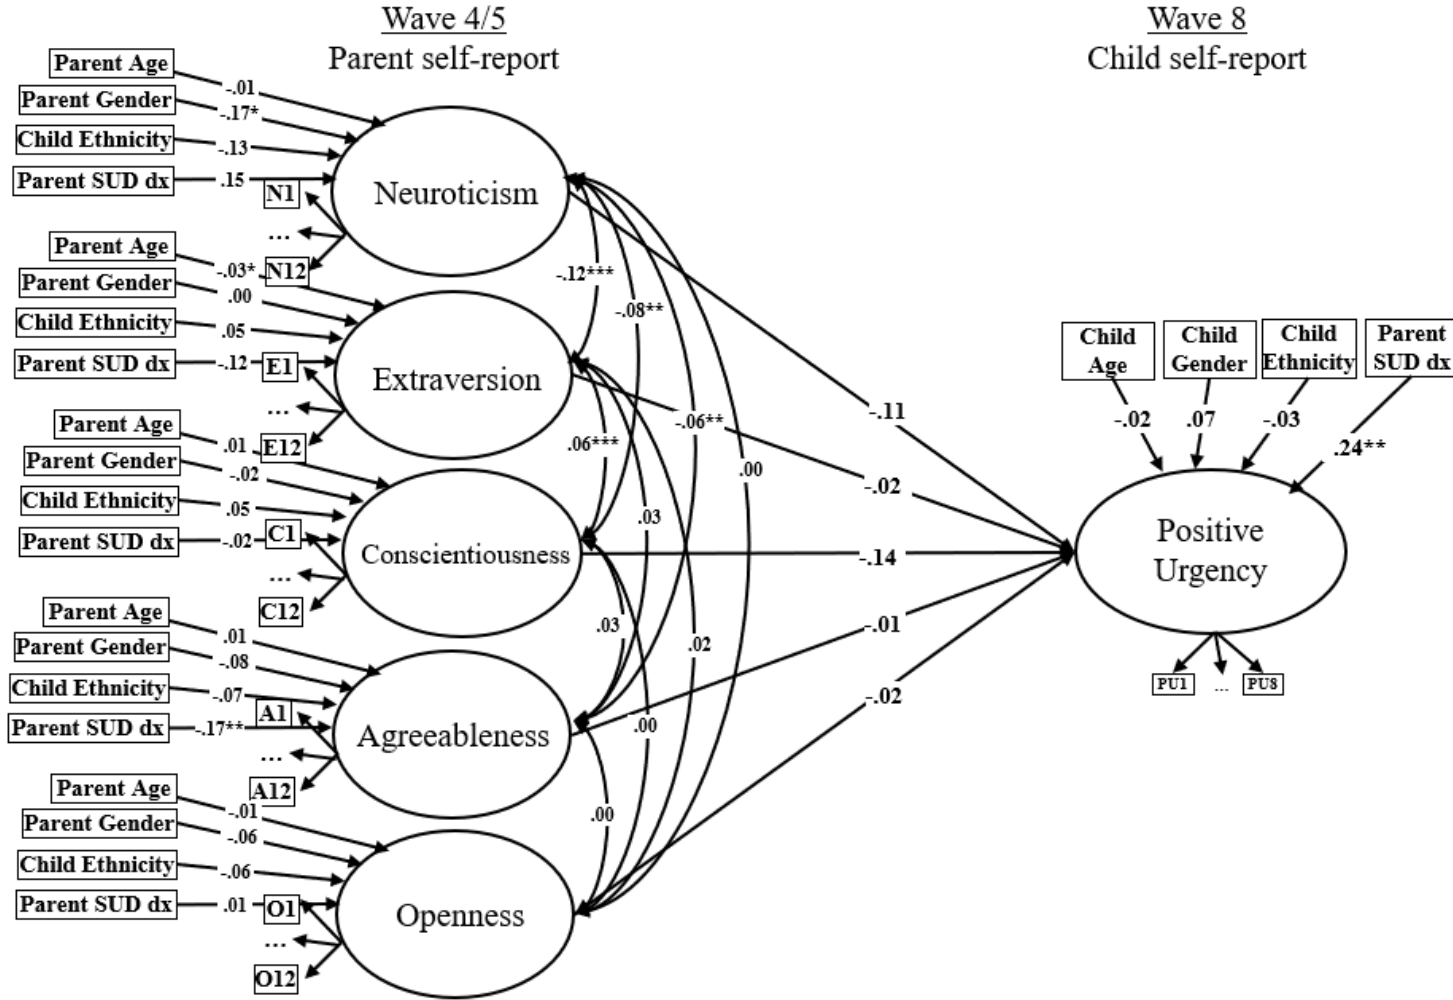 Wave 4/5
Parent self-report
Wave 8
Child self-report
Parent Age
-.01
Parent Gender
-.17*
Child Ethnicity
-.13
Parent SUD dx
.15
N1
...
N12
Neuroticism
Parent Age
-.03*
Parent Gender
.00
Child Ethnicity
.05
Parent SUD dx
-.12
E1
...
E12
Extraversion
Parent Age
.01
Parent Gender
-.02
Child Ethnicity
.05
Parent SUD dx
-.02
C1
...
C12
Conscientiousness
Parent Age
.01
Parent Gender
-.08
Child Ethnicity
-.07
Parent SUD dx
-.17**
A1
...
A12
Agreeableness
Parent Age
-.01
Parent Gender
-.06
Child Ethnicity
-.06
Parent SUD dx
.01
O1
...
O12
Openness
-.12***
-.08**
-.06**
.00
.06***
.03
.02
.03
.00
.00
-.11
-.02
-.14
-.01
-.02
Child
Age
Child
Gender
Child
Ethnicity
Parent
SUD dx
-.02
.07
-.03
.24**
Positive
Urgency
PU1
...
PU8